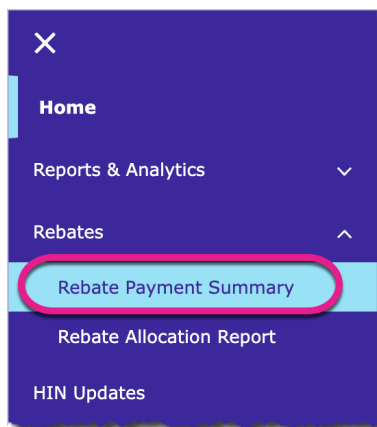 Home
Reports & Analytics
Rebates
Rebate Payment Summary
Rebate Allocation Report
HIN Updates